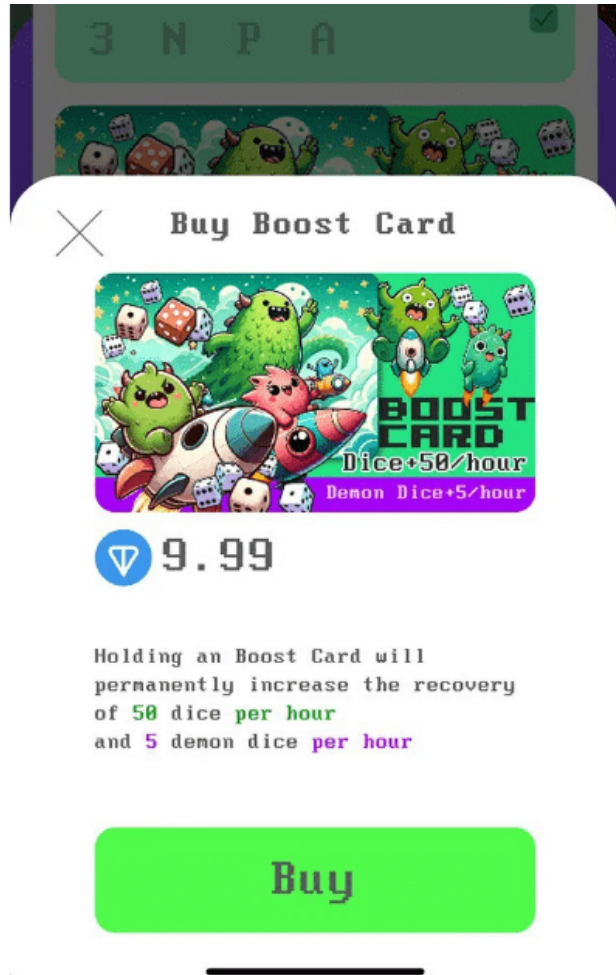 3 N P A
Buy Boost Card
BOOST
CARD
Dice+50/hour
Demon Dice+5/hour
9.99
Holding an Boost Card will
permanently increase the recovery
of 50 dice per hour
and 5 demon dice per hour
Buy